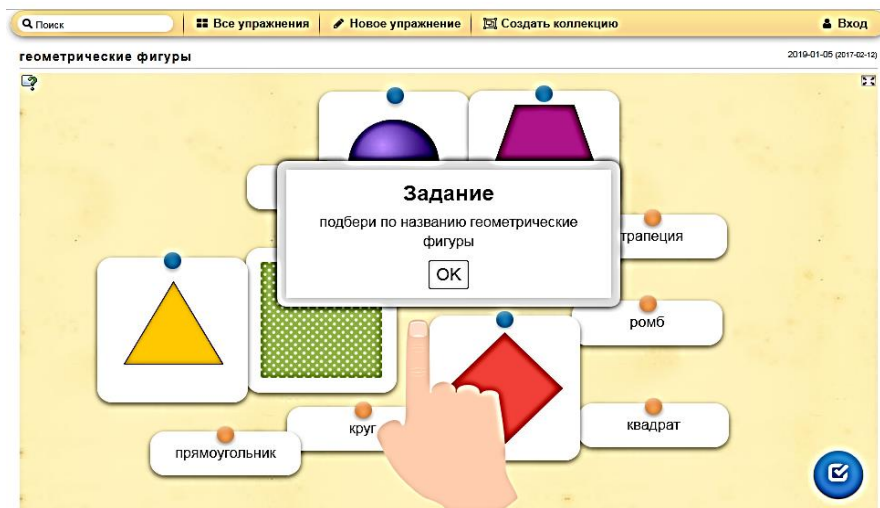 Поиск
Все упражнения
Новое упражнение
Создать коллекцию
Вход
геометрические фигуры
2019-01-05 (2017-02-12)
Задание
подбери по названию геометрические
фигуры
OK
трапеция
ромб
круг
квадрат
прямоугольник